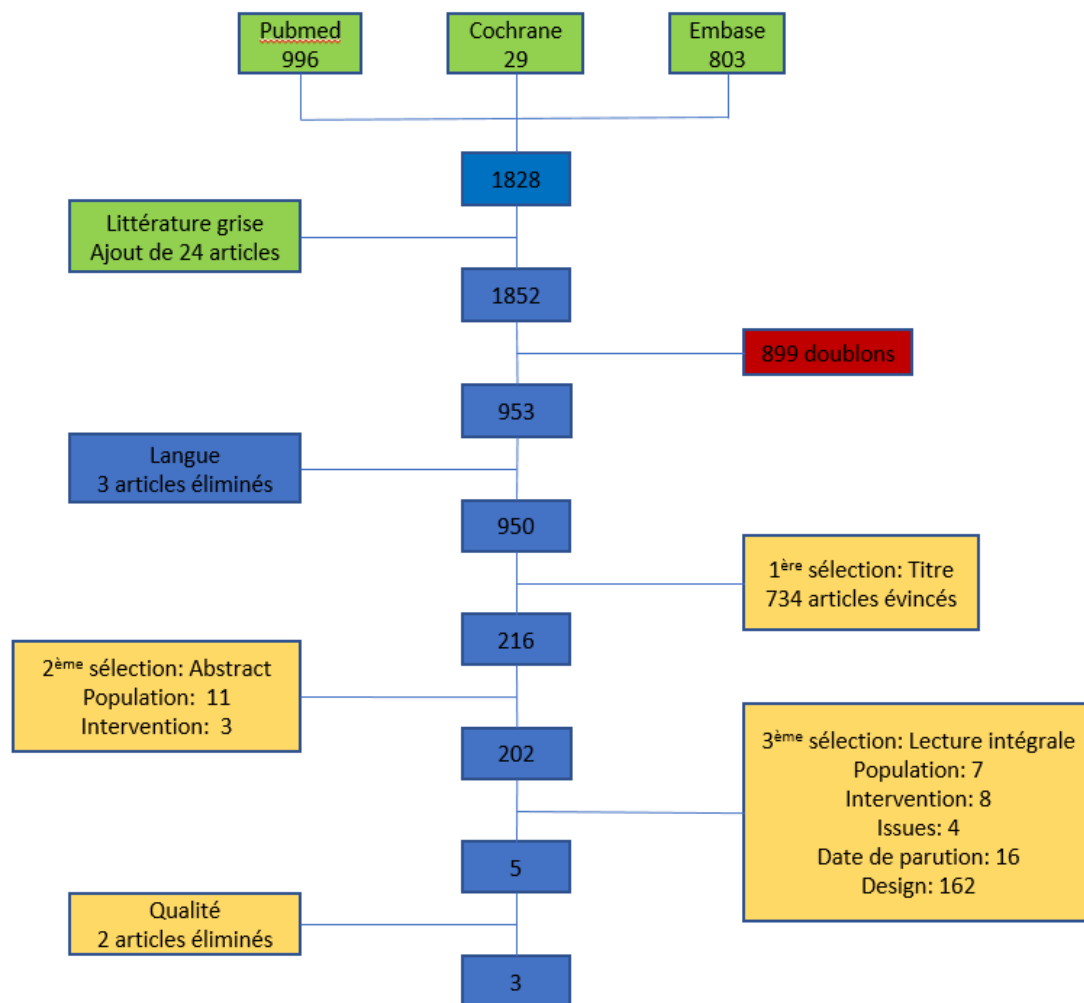 Pubmed
996
Cochrane
29
Embase
803
1828
Littérature grise
Ajout de 24 articles
1852
899 doublons
953
Langue
3 articles éliminés
950
1ère sélection: Titre
734 articles évincés
216
2ème sélection: Abstract
Population: 11
Intervention: 3
202
3ème sélection: Lecture intégrale
Population: 7
Intervention: 8
Issues: 4
Date de parution: 16
Design: 162
5
Qualité
2 articles éliminés
3